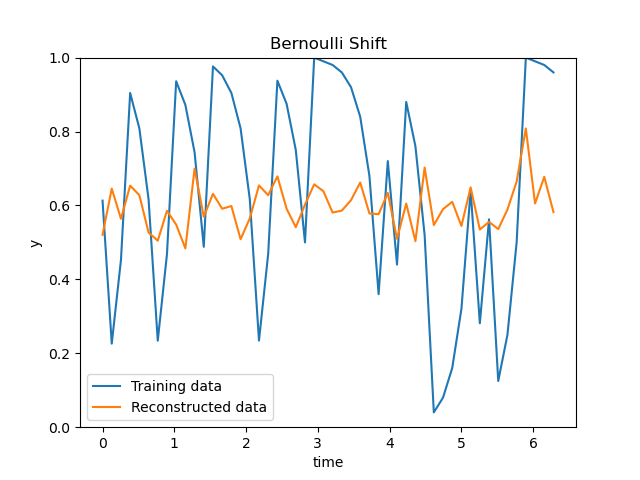 Bernoulli Shift
1.0
0.8
0.6
0.4
0.2
0.0
y
Training data
Reconstructed data
0 1 2 3 4 5 6
time